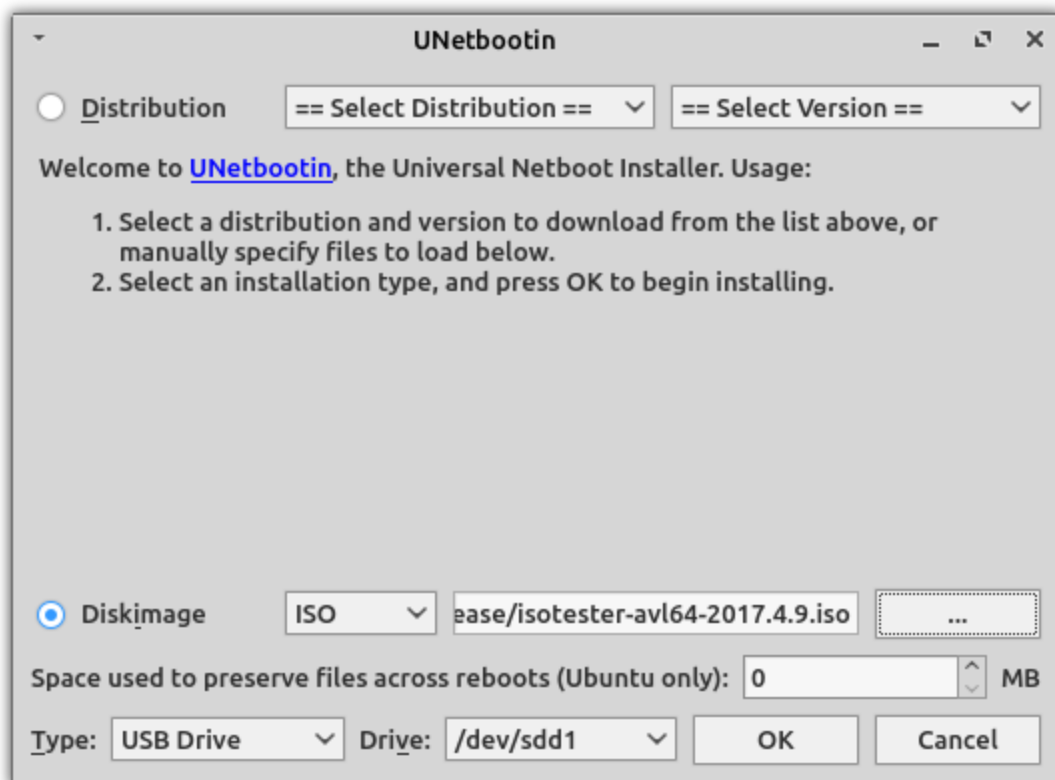 UNetbootin
Distribution == Select Distribution == == Select Version ==
Welcome to UNetbootin, the Universal Netboot Installer. Usage:
1. Select a distribution and version to download from the list above, or
manually specify files to load below.
2. Select an installation type, and press OK to begin installing.
Diskimage ISO ease/isotester-avl64-2017.4.9.iso ...
Space used to preserve files across reboots (Ubuntu only): 0 MB
Type: USB Drive Drive: /dev/sdd1 OK Cancel